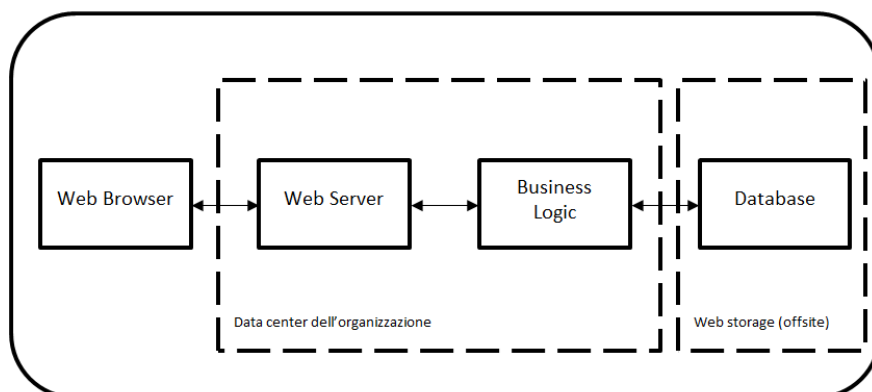 Web Browser
Web Server
Business
Logic
Database
Data center dell'organizzazione
Web storage (offsite)